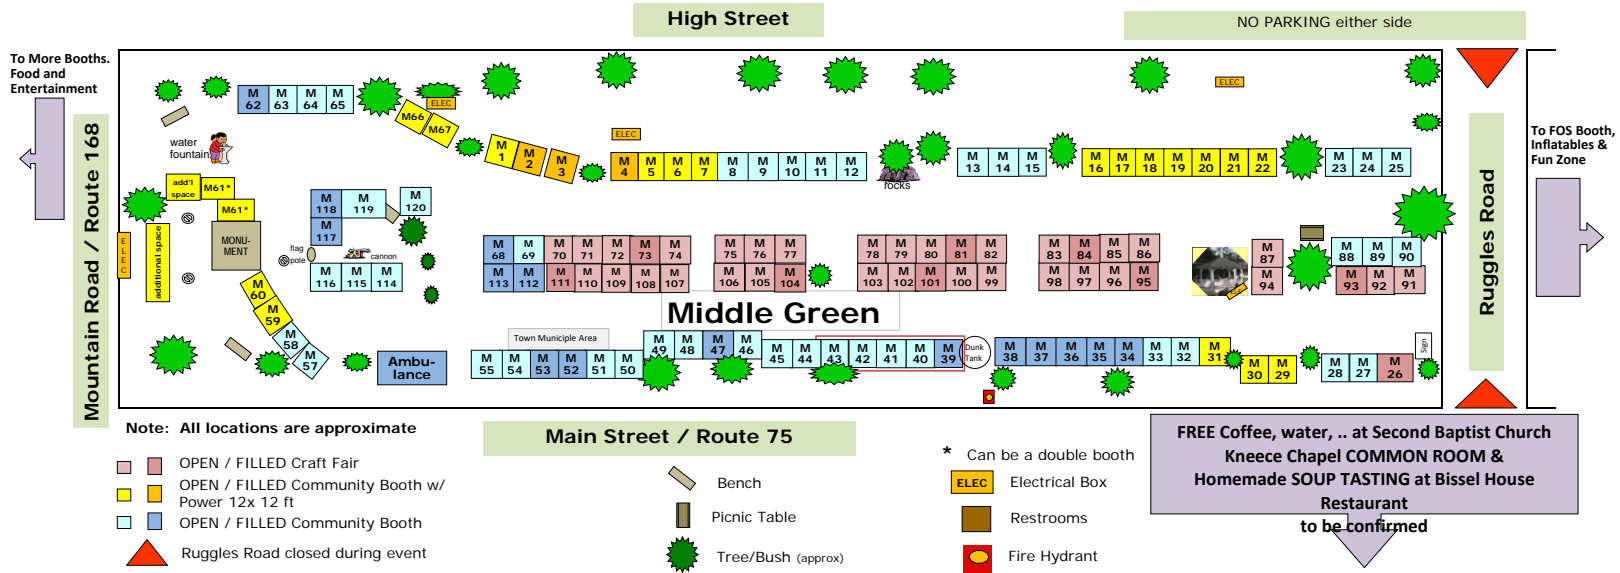 High Street
NO PARKING either side
To More Booths.
Food and
Entertainment
Mountain Road / Route 168
Ruggles Road
To FOS Booth,
Inflatables &
Fun Zone
M 62 M 63 M 64 M 65
ELEC
M66
M67
ELEC
ELEC
water
fountain
M 1 M 2 M 3
M 4 M 5 M 6 M 7 M 8 M 9 M 10 M 11 M 12
rocks
M 13 M 14 M 15
M 16 M 17 M 18 M 19 M 20 M 21 M 22
M 23 M 24 M 25
add'l
space
M61*
M61*
additional space
E L E C
MONU-
MENT
M 118 M 119 M 120
M 117
flag
pole
cannon
M 116 M 115 M 114
M 68 M 69 M 70 M 71 M 72 M 73 M 74
M 113 M 112 M 111 M 110 M 109 M 108 M 107
M 75 M 76 M 77
M 106 M 105 M 104
M 78 M 79 M 80 M 81 M 82
M 103 M 102 M 101 M 100 M 99
M 83 M 84 M 85 M 86
M 98 M 97 M 96 M 95
M 87
M 94
M 88 M 89 M 90
M 93 M 92 M 91
M 60
M 59
M 58
M 57
Middle Green
Town Municiple Area
Ambu-
lance
M 55 M 54 M 53 M 52 M 51 M 50
M 49 M 48 M 47 M 46
M 45 M 44 M 43 M 42 M 41 M 40 M 39
Dunk
Tank
M 38 M 37 M 36 M 35 M 34 M 33 M 32 M 31
M 30 M 29
M 28 M 27 M 26
Sign
Note: All locations are approximate
OPEN / FILLED Craft Fair
OPEN / FILLED Community Booth w/
Power 12x 12 ft
OPEN / FILLED Community Booth
Ruggles Road closed during event
Main Street / Route 75
Bench
Picnic Table
Tree/Bush (approx)
* Can be a double booth
ELEC Electrical Box
Restrooms
Fire Hydrant
FREE Coffee, water, .. at Second Baptist Church
Kneece Chapel COMMON ROOM &
Homemade SOUP TASTING at Bissel House
Restaurant
to be confirmed